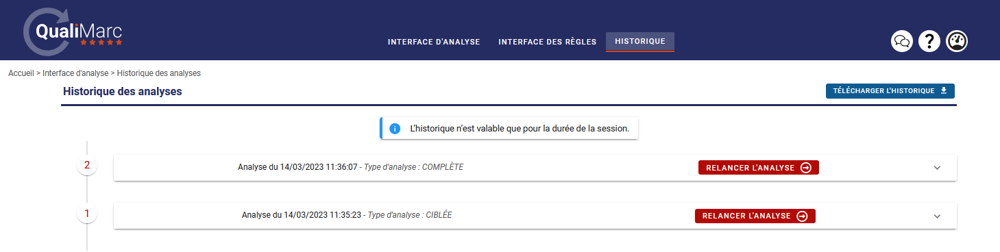 QualiMarc
INTERFACE D'ANALYSE INTERFACE DES RÈGLES HISTORIQUE
?
Accueil > Interface d'analyse > Historique des analyses
Historique des analyses
TÉLÉCHARGER L'HISTORIQUE
L'historique n'est valable que pour la durée de la session.
2
Analyse du 14/03/2023 11:36:07 - Type d'analyse : COMPLÈTE
RELANCER L'ANALYSE
1
Analyse du 14/03/2023 11:35:23 - Type d'analyse : CIBLÉE
RELANCER L'ANALYSE